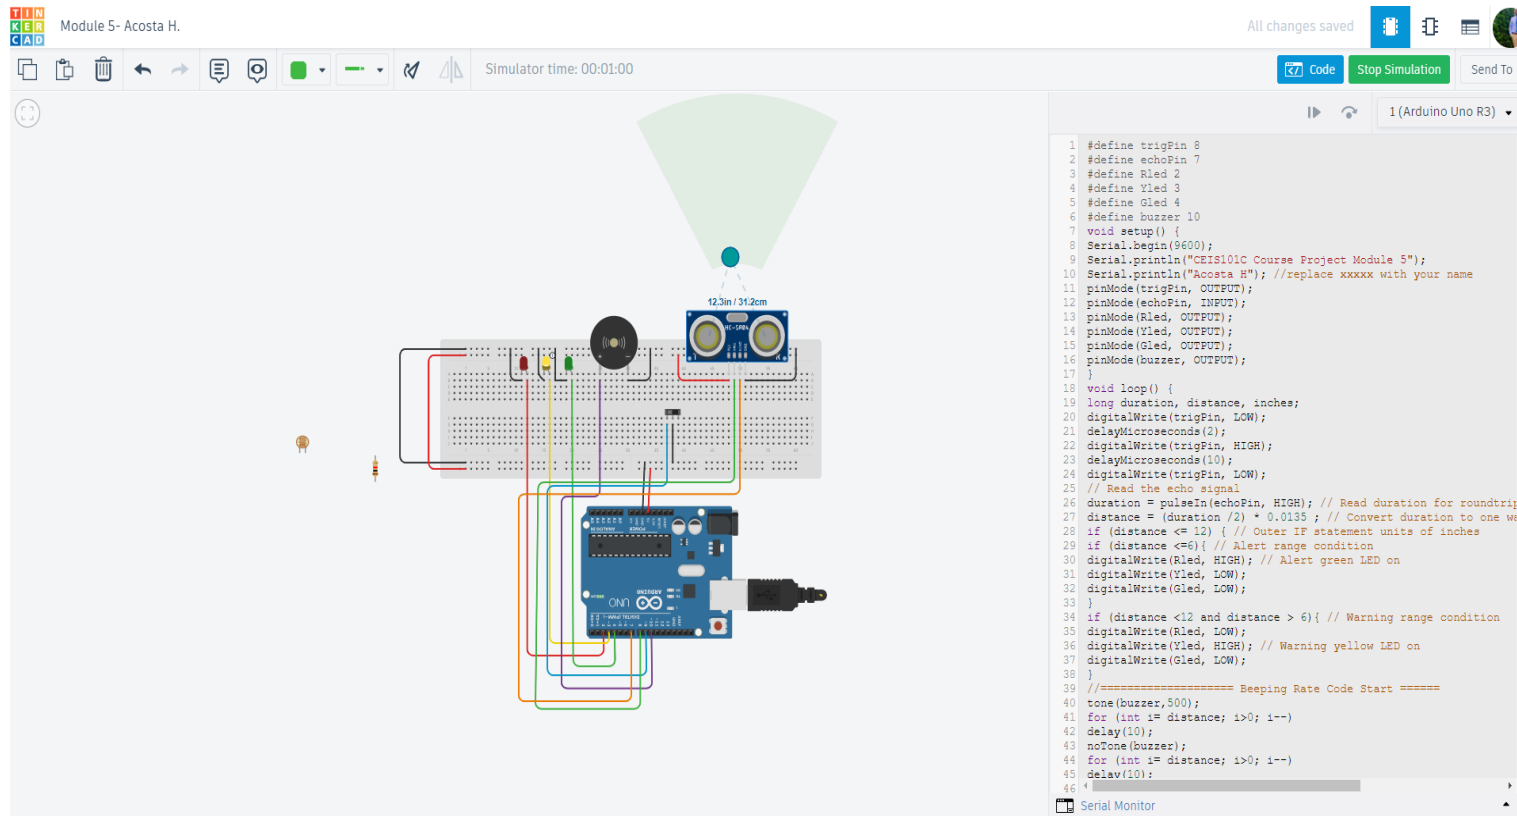 TIN
KER
CAD
Module 5- Acosta H.
All changes saved
Simulator time: 00:01:00
Code
Stop Simulation
Send To
1 (Arduino Uno R3)
12.3in / 31.2cm
HC-SR04
ARDUINO
UNO
1 #define trigPin 8
2 #define echoPin 7
3 #define Rled 2
4 #define Yled 3
5 #define Gled 4
6 #define buzzer 10
7 void setup() {
8 Serial.begin(9600);
9 Serial.println("CEIS101C Course Project Module 5");
10 Serial.println("Acosta H"); //replace xxxxx with your name
11 pinMode(trigPin, OUTPUT);
12 pinMode(echoPin, INPUT);
13 pinMode(Rled, OUTPUT);
14 pinMode(Yled, OUTPUT);
15 pinMode(Gled, OUTPUT);
16 pinMode(buzzer, OUTPUT);
17 }
18 void loop() {
19 long duration, distance, inches;
20 digitalWrite(trigPin, LOW);
21 delayMicroseconds(2);
22 digitalWrite(trigPin, HIGH);
23 delayMicroseconds(10);
24 digitalWrite(trigPin, LOW);
25 // Read the echo signal
26 duration = pulseIn(echoPin, HIGH); // Read duration for roundtrip
27 distance = (duration /2) * 0.0135 ; // Convert duration to one wa
28 if (distance <= 12) { // Outer IF statement units of inches
29 if (distance <=6){ // Alert range condition
30 digitalWrite(Rled, HIGH); // Alert green LED on
31 digitalWrite(Yled, LOW);
32 digitalWrite(Gled, LOW);
33 }
34 if (distance <12 and distance > 6){ // Warning range condition
35 digitalWrite(Rled, LOW);
36 digitalWrite(Yled, HIGH); // Warning yellow LED on
37 digitalWrite(Gled, LOW);
38 }
39 //==================== Beeping Rate Code Start ======
40 tone(buzzer,500);
41 for (int i= distance; i>0; i--)
42 delay(10);
43 noTone(buzzer);
44 for (int i= distance; i>0; i--)
45 delay(10);
46
Serial Monitor